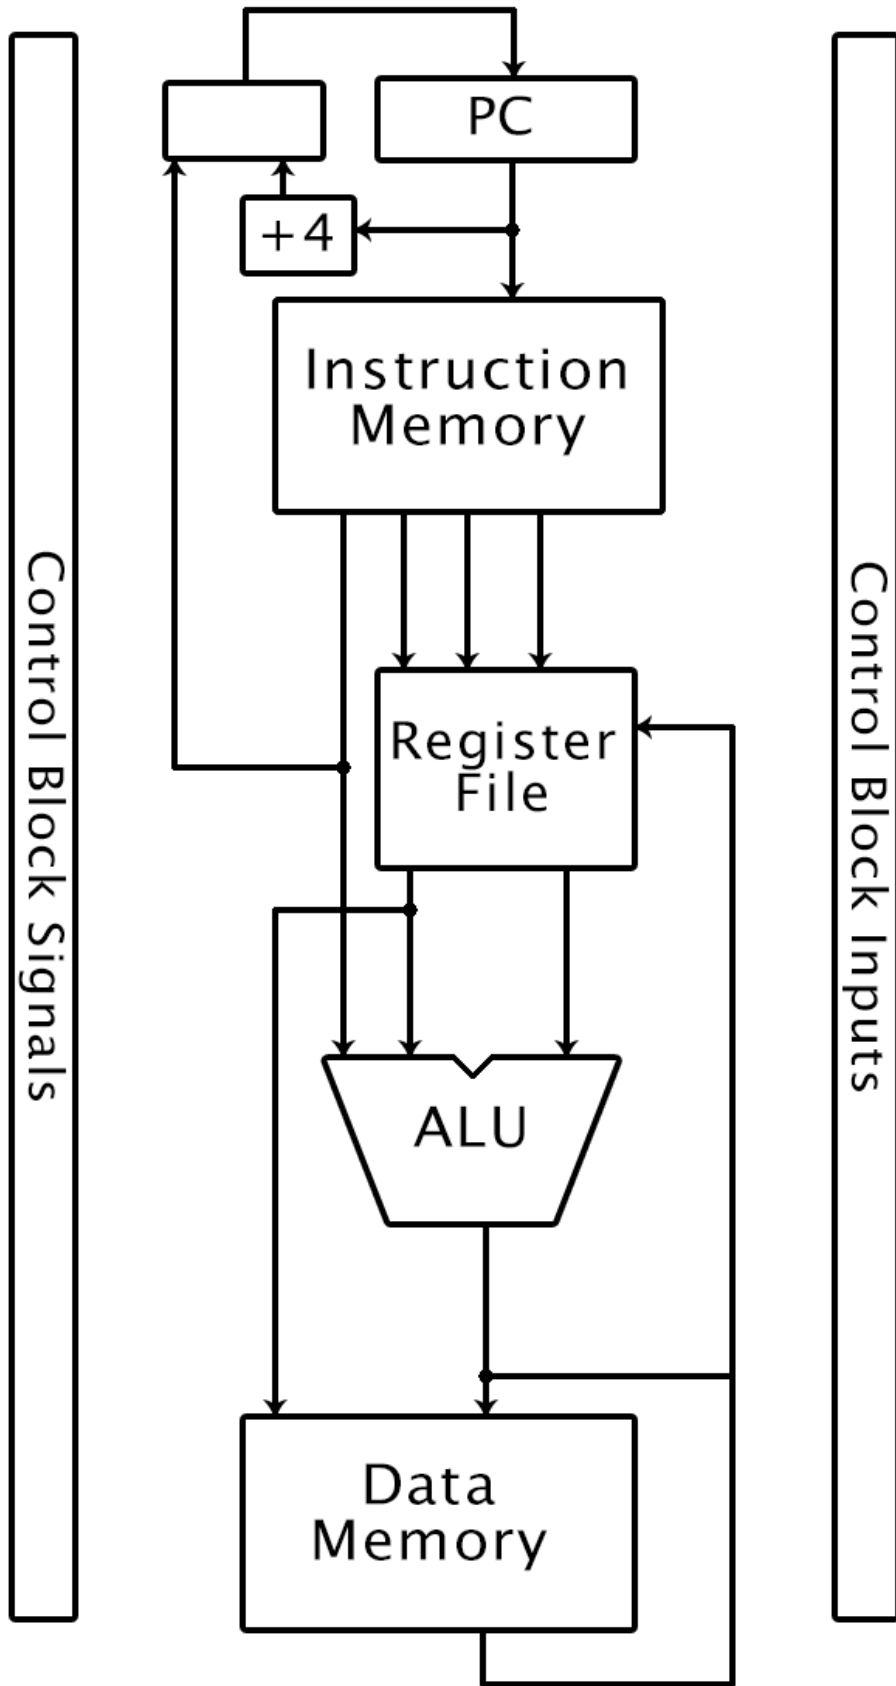 PC
+4
Instruction
Memory
Register
File
ALU
Data
Memory
Control Block Signals
Control Block Inputs